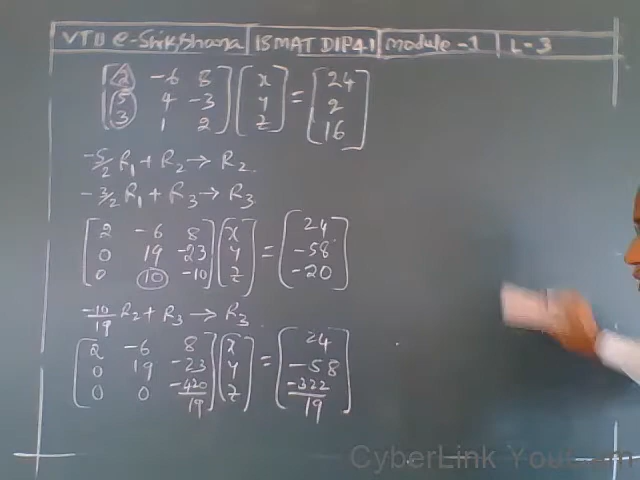 VTU e-Shikshana 18MAT DIP41 Module-1 L-3
[2 -6 8] [x] = [24]
[5 4 -3] [y] [2]
[3 1 2] [z] [16]
-5/2 R1 + R2 → R2
-3/2 R1 + R3 → R3
[2 -6 8] [x] = [24]
[0 19 -23] [y] [-58]
[0 10 -10] [z] [-20]
-10/19 R2 + R3 → R3
[2 -6 8] [x] = [24]
[0 19 -23] [y] [-58]
[0 0 -420/19] [z] [-322/19]
CyberLink YouCam